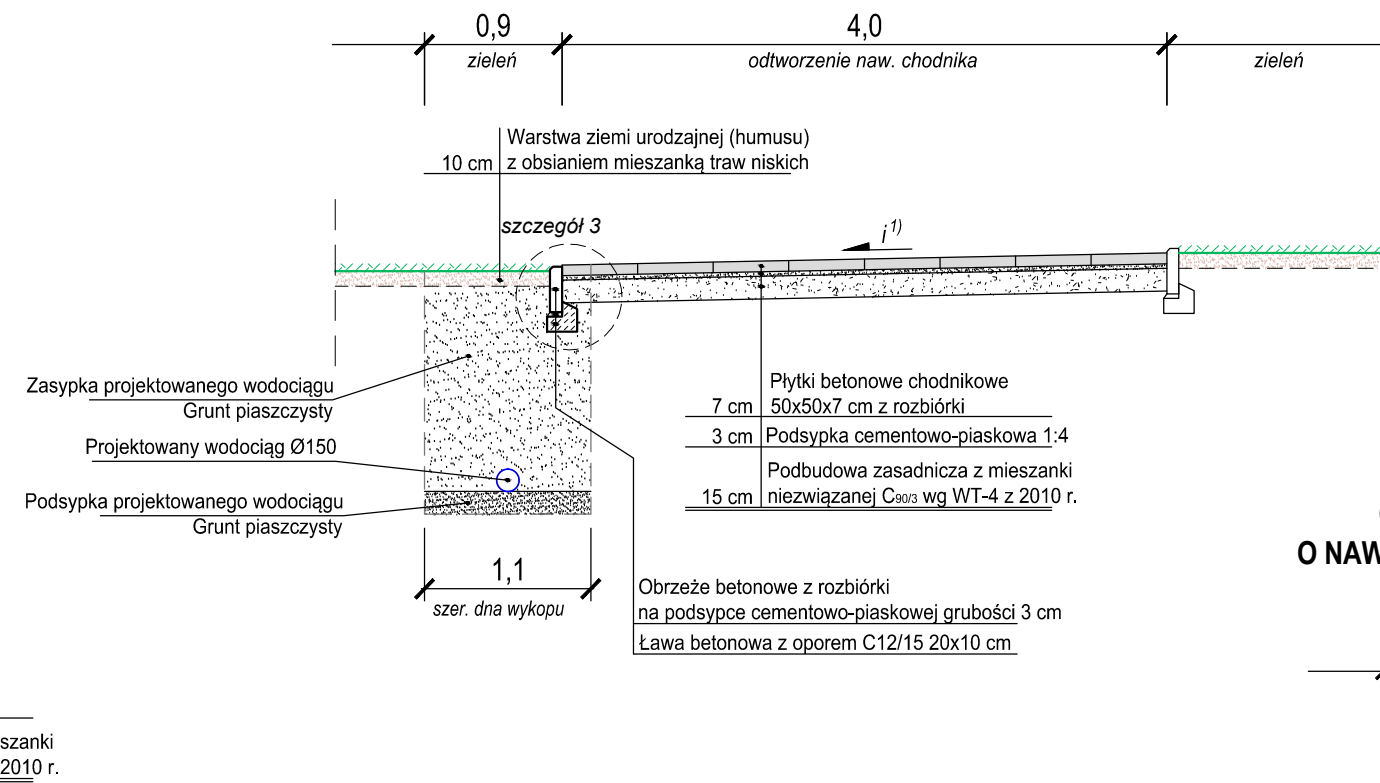 0,9
4,0
zieleń
odtworzenie naw. chodnika
zieleń
Warstwa ziemi urodzajnej (humusu)
10 cm z obsianiem mieszanką traw niskich
szczegół 3
i 1)
Zasypka projektowanego wodociągu
Grunt piaszczysty
Projektowany wodociąg Ø150
Podsypka projektowanego wodociągu
Grunt piaszczysty
Płytki betonowe chodnikowe
7 cm 50x50x7 cm z rozbiórki
3 cm Podsypka cementowo-piaskowa 1:4
Podbudowa zasadnicza z mieszanki
15 cm niezwiązanej C90/3 wg WT-4 z 2010 r.
1,1
szer. dna wykopu
Obrzeże betonowe z rozbiórki
na podsypce cementowo-piaskowej grubości 3 cm
Ława betonowa z oporem C12/15 20x10 cm
O NAW
szanki
2010 r.